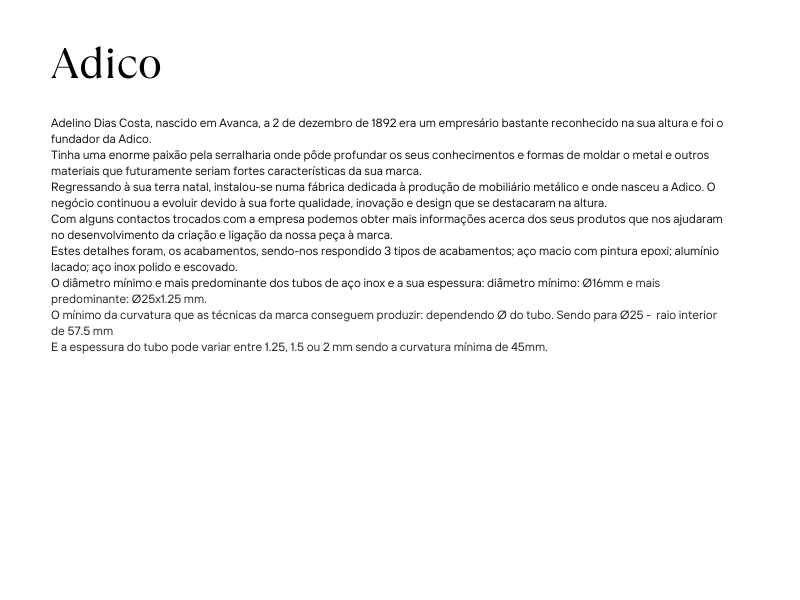 Adico
Adelino Dias Costa, nascido em Avanca, a 2 de dezembro de 1892 era um empresário bastante reconhecido na sua altura e foi o
fundador da Adico.
Tinha uma enorme paixão pela serralharia onde pôde profundar os seus conhecimentos e formas de moldar o metal e outros
materiais que futuramente seriam fortes características da sua marca.
Regressando à sua terra natal, instalou-se numa fábrica dedicada à produção de mobiliário metálico e onde nasceu a Adico. O
negócio continuou a evoluir devido à sua forte qualidade, inovação e design que se destacaram na altura.
Com alguns contactos trocados com a empresa podemos obter mais informações acerca dos seus produtos que nos ajudaram
no desenvolvimento da criação e ligação da nossa peça à marca.
Estes detalhes foram, os acabamentos, sendo-nos respondido 3 tipos de acabamentos; aço macio com pintura epoxi; alumínio
lacado; aço inox polido e escovado.
O diâmetro mínimo e mais predominante dos tubos de aço inox e a sua espessura: diâmetro mínimo: Ø16mm e mais
predominante: Ø25x1.25 mm.
O mínimo da curvatura que as técnicas da marca conseguem produzir: dependendo Ø do tubo. Sendo para Ø25 - raio interior
de 57.5 mm
E a espessura do tubo pode variar entre 1.25, 1.5 ou 2 mm sendo a curvatura mínima de 45mm.